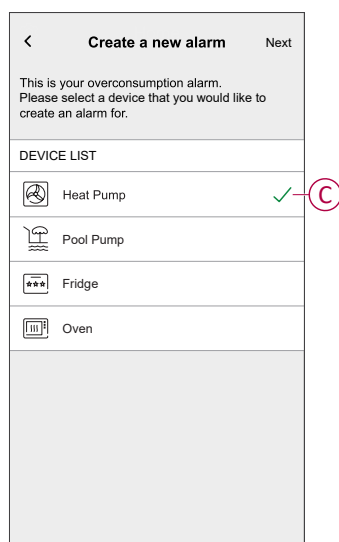 Create a new alarm Next
This is your overconsumption alarm.
Please select a device that you would like to
create an alarm for.
DEVICE LIST
Heat Pump
C
Pool Pump
Fridge
Oven